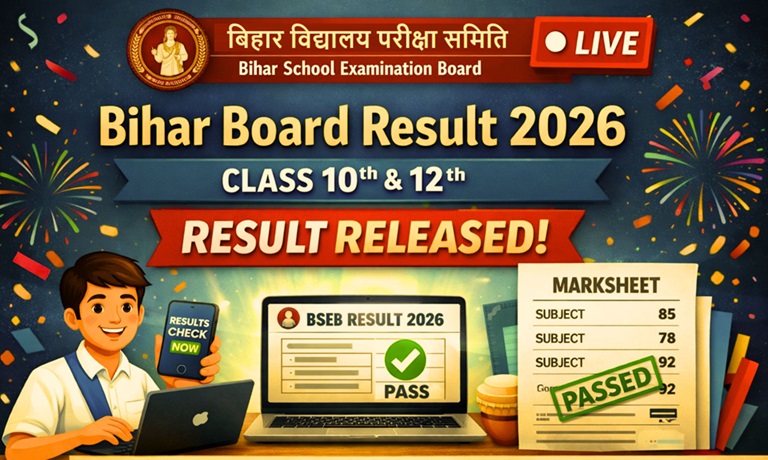 बिहार विद्यालय परीक्षा समिति
Bihar School Examination Board
LIVE
Bihar Board Result 2026
CLASS 10th & 12th
RESULT RELEASED!
RESULTS
CHECK
NOW
BSEB RESULT 2026
PASS
MARKSHEET
SUBJECT 85
SUBJECT 78
SUBJECT 92
92
PASSED